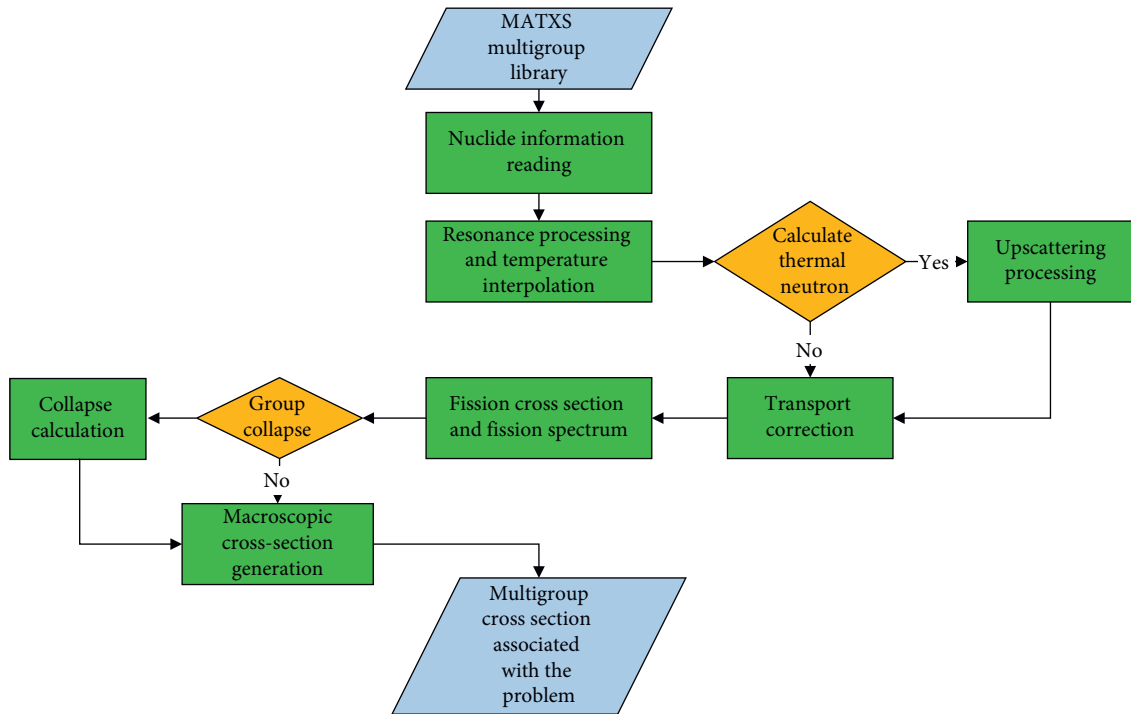 MATXS
multigroup
library
Nuclide information
reading
Resonance processing
and temperature
interpolation
Calculate
thermal
neutron
Yes
Upscattering
processing
No
Transport
correction
Fission cross section
and fission spectrum
Group
collapse
Collapse
calculation
No
Macroscopic
cross-section
generation
Multigroup
cross section
associated
with the
problem